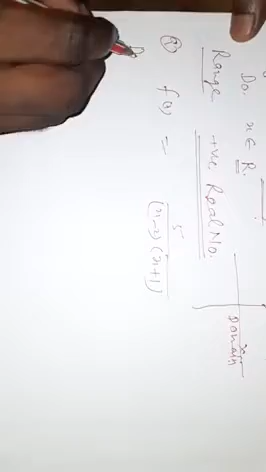 Do. x ∈ R.
Range +ve Real No.
Domain
f(x) = 5 / (x-2)(x+1)